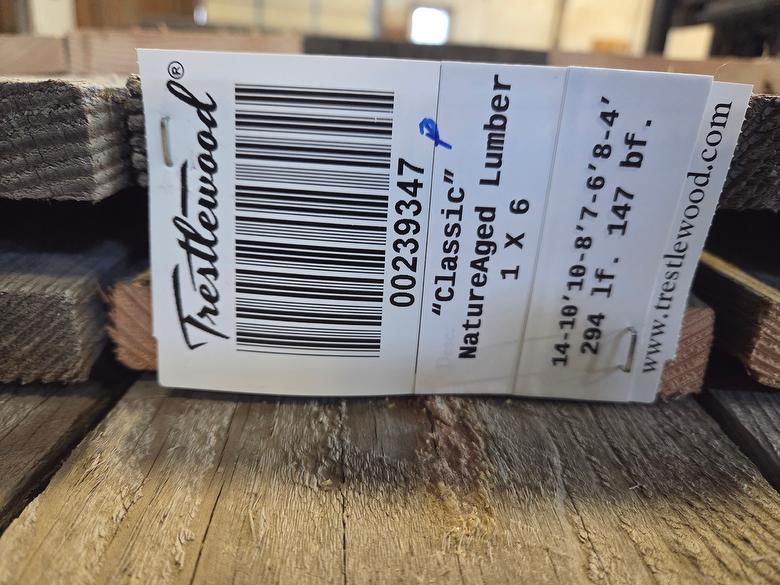 Trestlewood®
00239347
P
"Classic"
NatureAged Lumber
1 X 6
14-10'10-8'7-6'8-4'
294 lf. 147 bf.
www.trestlewood.com